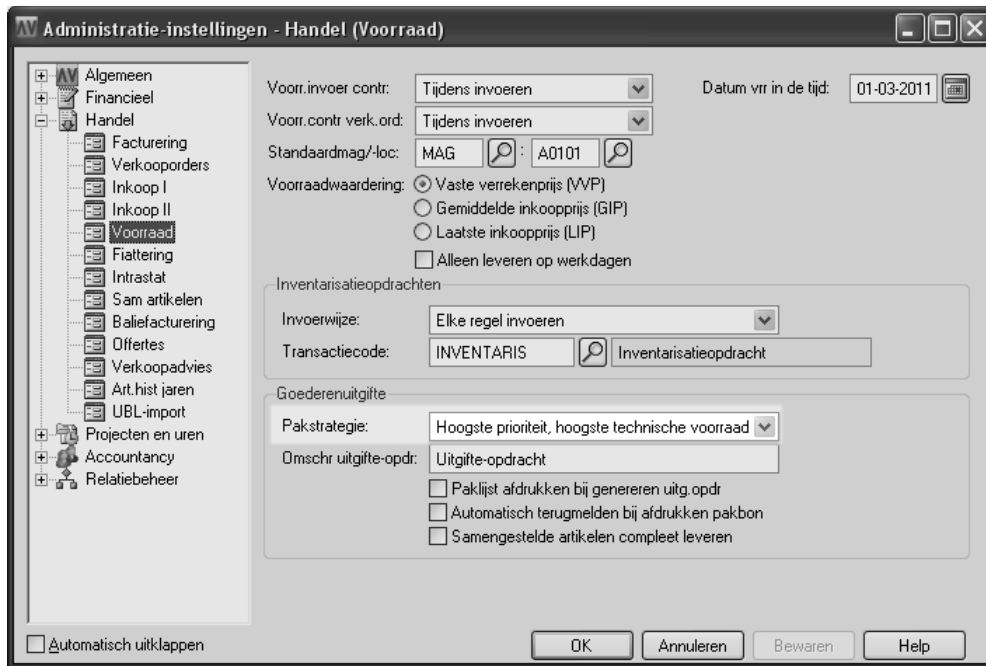 Administratie-instellingen - Handel (Voorraad)
Algemeen
Financieel
Handel
Facturering
Verkooporders
Inkoop I
Inkoop II
Voorraad
Fiattering
Intrastat
Sam artikelen
Baliefacturering
Offertes
Verkoopadvies
Art.hist jaren
UBL-import
Projecten en uren
Accountancy
Relatiebeheer
Automatisch uitklappen
Voorr.invoer contr: Tijdens invoeren Datum vrr in de tijd: 01-03-2011
Voorr.contr verk.ord: Tijdens invoeren
Standaardmag/-loc: MAG : A0101
Voorraadwaardering: Vaste verrekenprijs (VVP)
Gemiddelde inkoopprijs (GIP)
Laatste inkoopprijs (LIP)
Alleen leveren op werkdagen
Inventarisatieopdrachten
Invoerwijze: Elke regel invoeren
Transactiecode: INVENTARIS Inventarisatieopdracht
Goederenuitgifte
Pakstrategie: Hoogste prioriteit, hoogste technische voorraad
Omschr uitgifte-opdr: Uitgifte-opdracht
Paklijst afdrukken bij genereren uitg.opdr
Automatisch terugmelden bij afdrukken pakbon
Samengestelde artikelen compleet leveren
OK Annuleren Bewaren Help